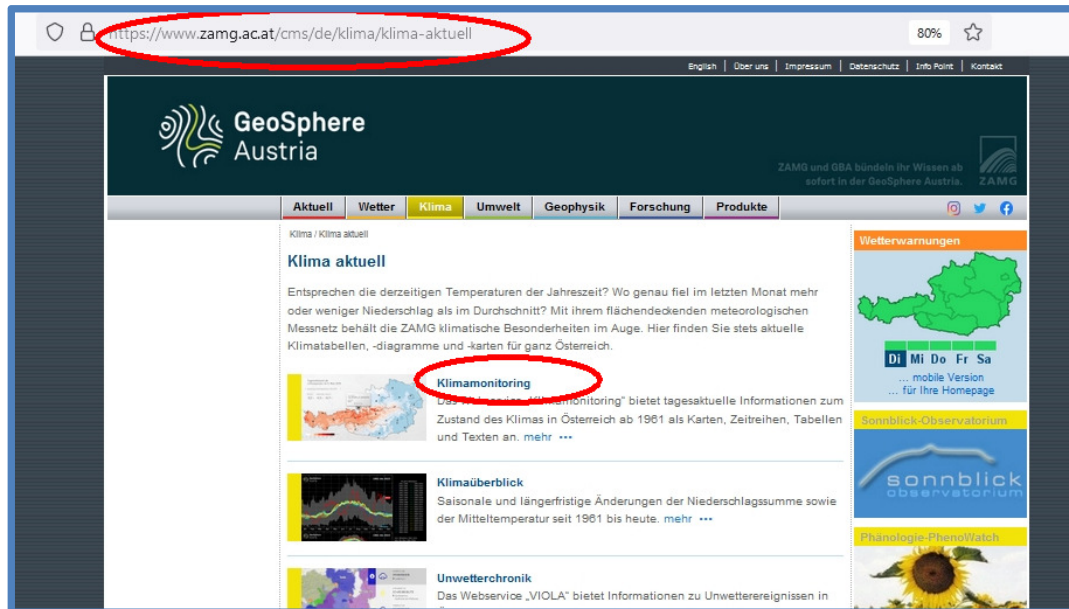 https://www.zamg.ac.at/cms/de/klima/klima-aktuell
80%
English | Über uns | Impressum | Datenschutz | Info Point | Kontakt
GeoSphere
Austria
ZAMG und GBA bündeln ihr Wissen ab
sofort in der GeoSphere Austria.
ZAMG
Aktuell Wetter Klima Umwelt Geophysik Forschung Produkte
Klima / Klima aktuell
Klima aktuell
Entsprechen die derzeitigen Temperaturen der Jahreszeit? Wo genau fiel im letzten Monat mehr
oder weniger Niederschlag als im Durchschnitt? Mit ihrem flächendeckenden meteorologischen
Messnetz behält die ZAMG klimatische Besonderheiten im Auge. Hier finden Sie stets aktuelle
Klimatabellen, -diagramme und -karten für ganz Österreich.
Klimamonitoring
Das Webservice „Klimamonitoring" bietet tagesaktuelle Informationen zum
Zustand des Klimas in Österreich ab 1961 als Karten, Zeitreihen, Tabellen
und Texten an. mehr ···
Klimaüberblick
Saisonale und längerfristige Änderungen der Niederschlagssumme sowie
der Mitteltemperatur seit 1961 bis heute. mehr ···
Unwetterchronik
Das Webservice „VIOLA" bietet Informationen zu Unwetterereignissen in
Wetterwarnungen
Di Mi Do Fr Sa
... mobile Version
... für Ihre Homepage
Sonnblick-Observatorium
sonnblick
observatorium
Phänologie-PhenoWatch